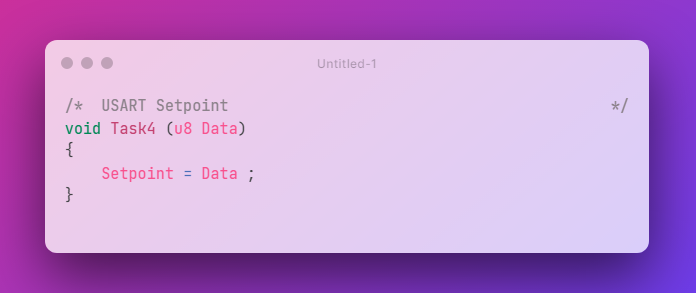 Untitled-1
/*  USART Setpoint                                          */
void Task4 (u8 Data)
{
    Setpoint = Data ;
}